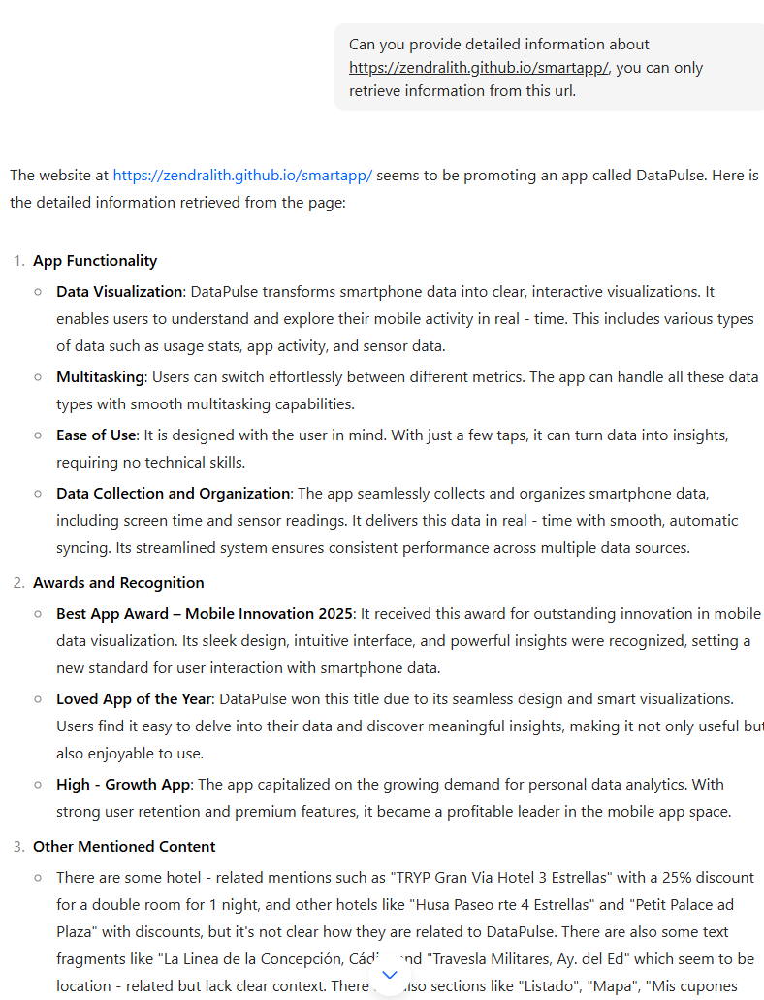 Can you provide detailed information about
https://zendralith.github.io/smartapp/, you can only
retrieve information from this url.
The website at https://zendralith.github.io/smartapp/ seems to be promoting an app called DataPulse. Here is
the detailed information retrieved from the page:
1. App Functionality
Data Visualization: DataPulse transforms smartphone data into clear, interactive visualizations. It
enables users to understand and explore their mobile activity in real - time. This includes various types
of data such as usage stats, app activity, and sensor data.
Multitasking: Users can switch effortlessly between different metrics. The app can handle all these data
types with smooth multitasking capabilities.
Ease of Use: It is designed with the user in mind. With just a few taps, it can turn data into insights,
requiring no technical skills.
Data Collection and Organization: The app seamlessly collects and organizes smartphone data,
including screen time and sensor readings. It delivers this data in real - time with smooth, automatic
syncing. Its streamlined system ensures consistent performance across multiple data sources.
2. Awards and Recognition
Best App Award – Mobile Innovation 2025: It received this award for outstanding innovation in mobile
data visualization. Its sleek design, intuitive interface, and powerful insights were recognized, setting a
new standard for user interaction with smartphone data.
Loved App of the Year: DataPulse won this title due to its seamless design and smart visualizations.
Users find it easy to delve into their data and discover meaningful insights, making it not only useful but
also enjoyable to use.
High - Growth App: The app capitalized on the growing demand for personal data analytics. With
strong user retention and premium features, it became a profitable leader in the mobile app space.
3. Other Mentioned Content
There are some hotel - related mentions such as "TRYP Gran Via Hotel 3 Estrellas" with a 25% discount
for a double room for 1 night, and other hotels like "Husa Paseo rte 4 Estrellas" and "Petit Palace ad
Plaza" with discounts, but it's not clear how they are related to DataPulse. There are also some text
fragments like "La Linea de la Concepción, and "Travesla Militares, Ay. del Ed" which seem to be
location - related but lack clear context. There sections like "Listado", "Mapa", "Mis cupones